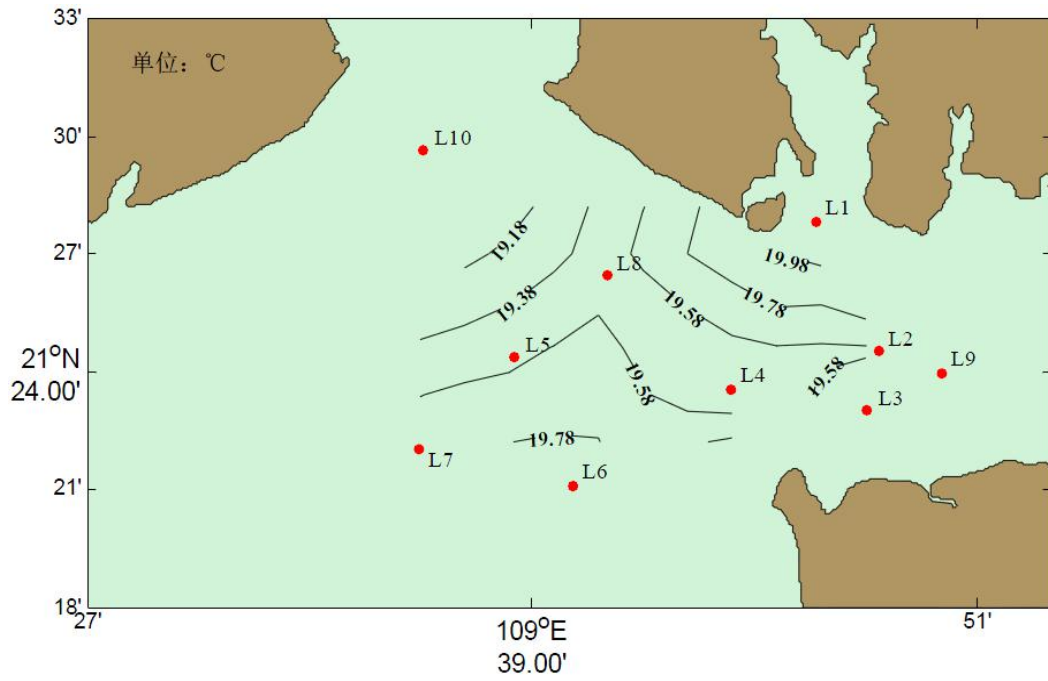 33'
单位：℃
L10
30'
L1
19.18
27'
19.98
L8
19.38
19.78
19.58
L5
L2
21°N
24.00'
L4
19.58
L9
19.58
L3
19.78
L7
L6
21'
18'
27'
109°E
39.00'
51'